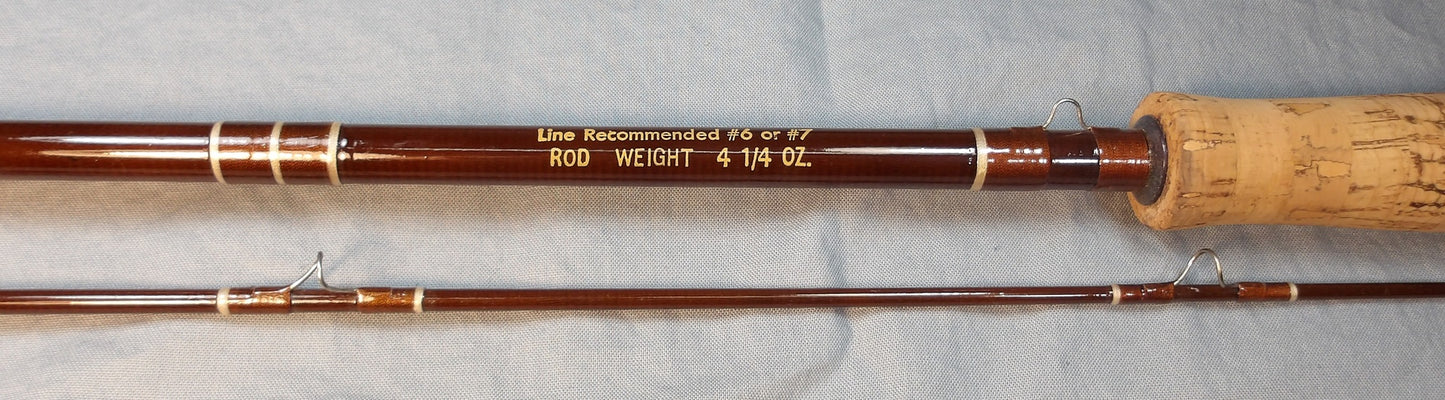 Line Recommended #6 or #7
ROD WEIGHT 4 1/4 OZ.